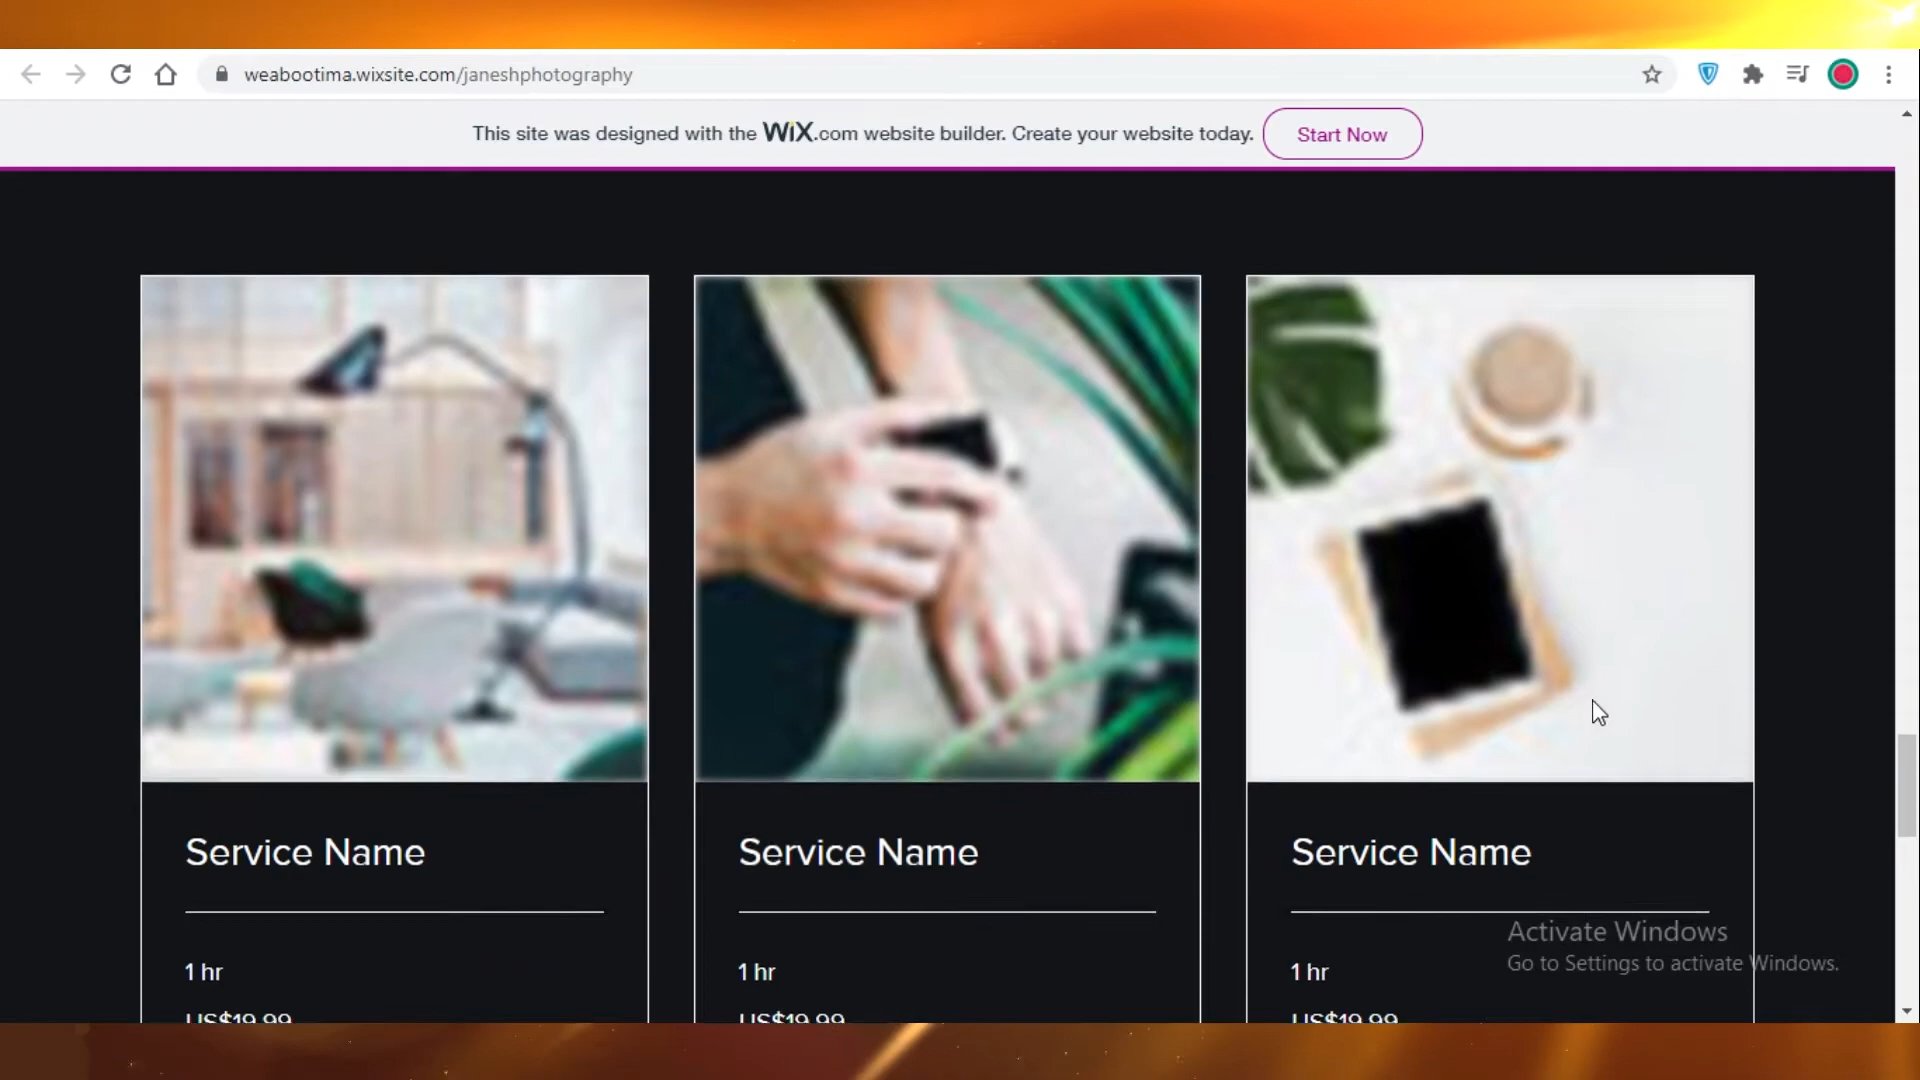 weabootima.wixsite.com/janeshphotography
This site was designed with the WiX.com website builder. Create your website today. Start Now
Service Name
1 hr
US$19.99
Service Name
1 hr
US$19.99
Service Name
1 hr
US$19.99
Activate Windows
Go to Settings to activate Windows.